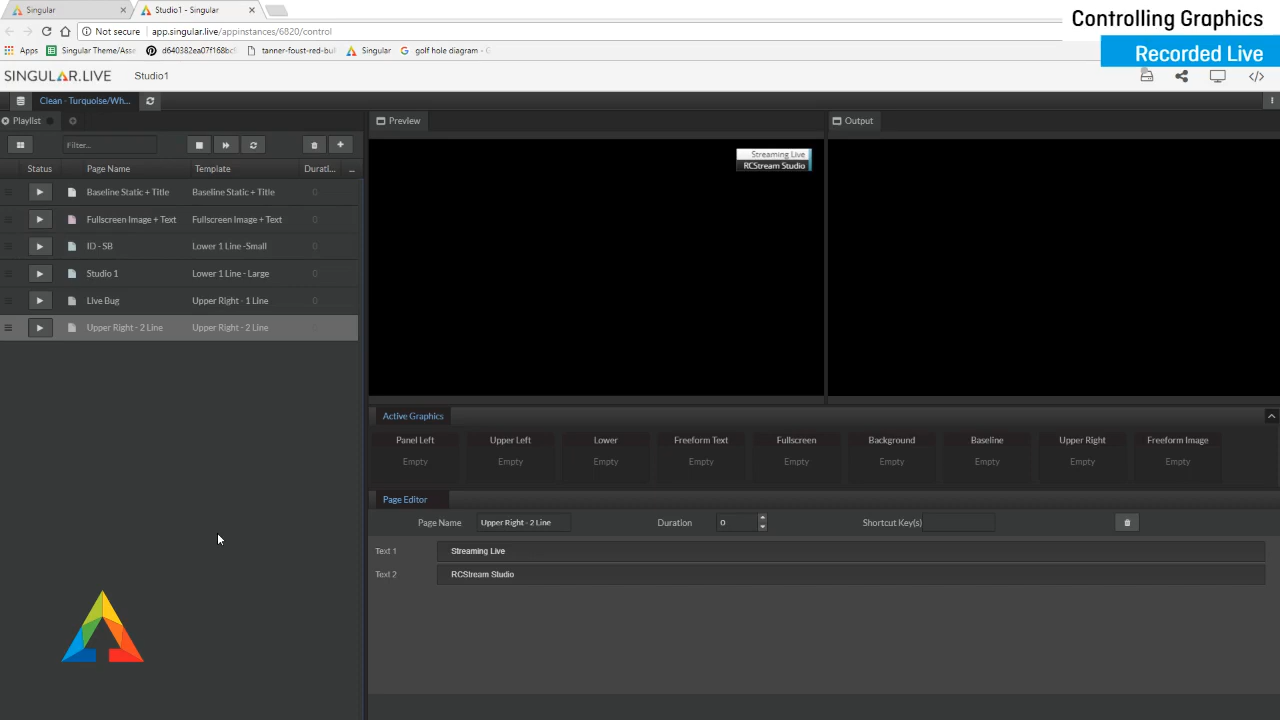 Singular
Studio1 - Singular
Controlling Graphics
Not secure
app.singular.live/appinstances/6820/control
Recorded Live
Apps
Singular Theme/Asse
d640382ea07f168bc9
tanner-foust-red-bul
Singular
golf hole diagram - G
SINGULAR.LIVE
Studio1
Clean - Turquoise/Wh...
Playlist
Preview
Output
Filter...
Status
Page Name
Template
Durati...
...
Baseline Static + Title
Baseline Static + Title
0
Fullscreen Image + Text
Fullscreen Image + Text
0
ID - SB
Lower 1 Line -Small
0
Studio 1
Lower 1 Line - Large
0
Live Bug
Upper Right - 1 Line
0
Upper Right - 2 Line
Upper Right - 2 Line
Streaming Live
RCStream Studio
Active Graphics
Panel Left
Upper Left
Lower
Freeform Text
Fullscreen
Background
Baseline
Upper Right
Freeform Image
Empty
Empty
Empty
Empty
Empty
Empty
Empty
Empty
Empty
Page Editor
Page Name
Upper Right - 2 Line
Duration
0
Shortcut Key(s)
Text 1
Streaming Live
Text 2
RCStream Studio